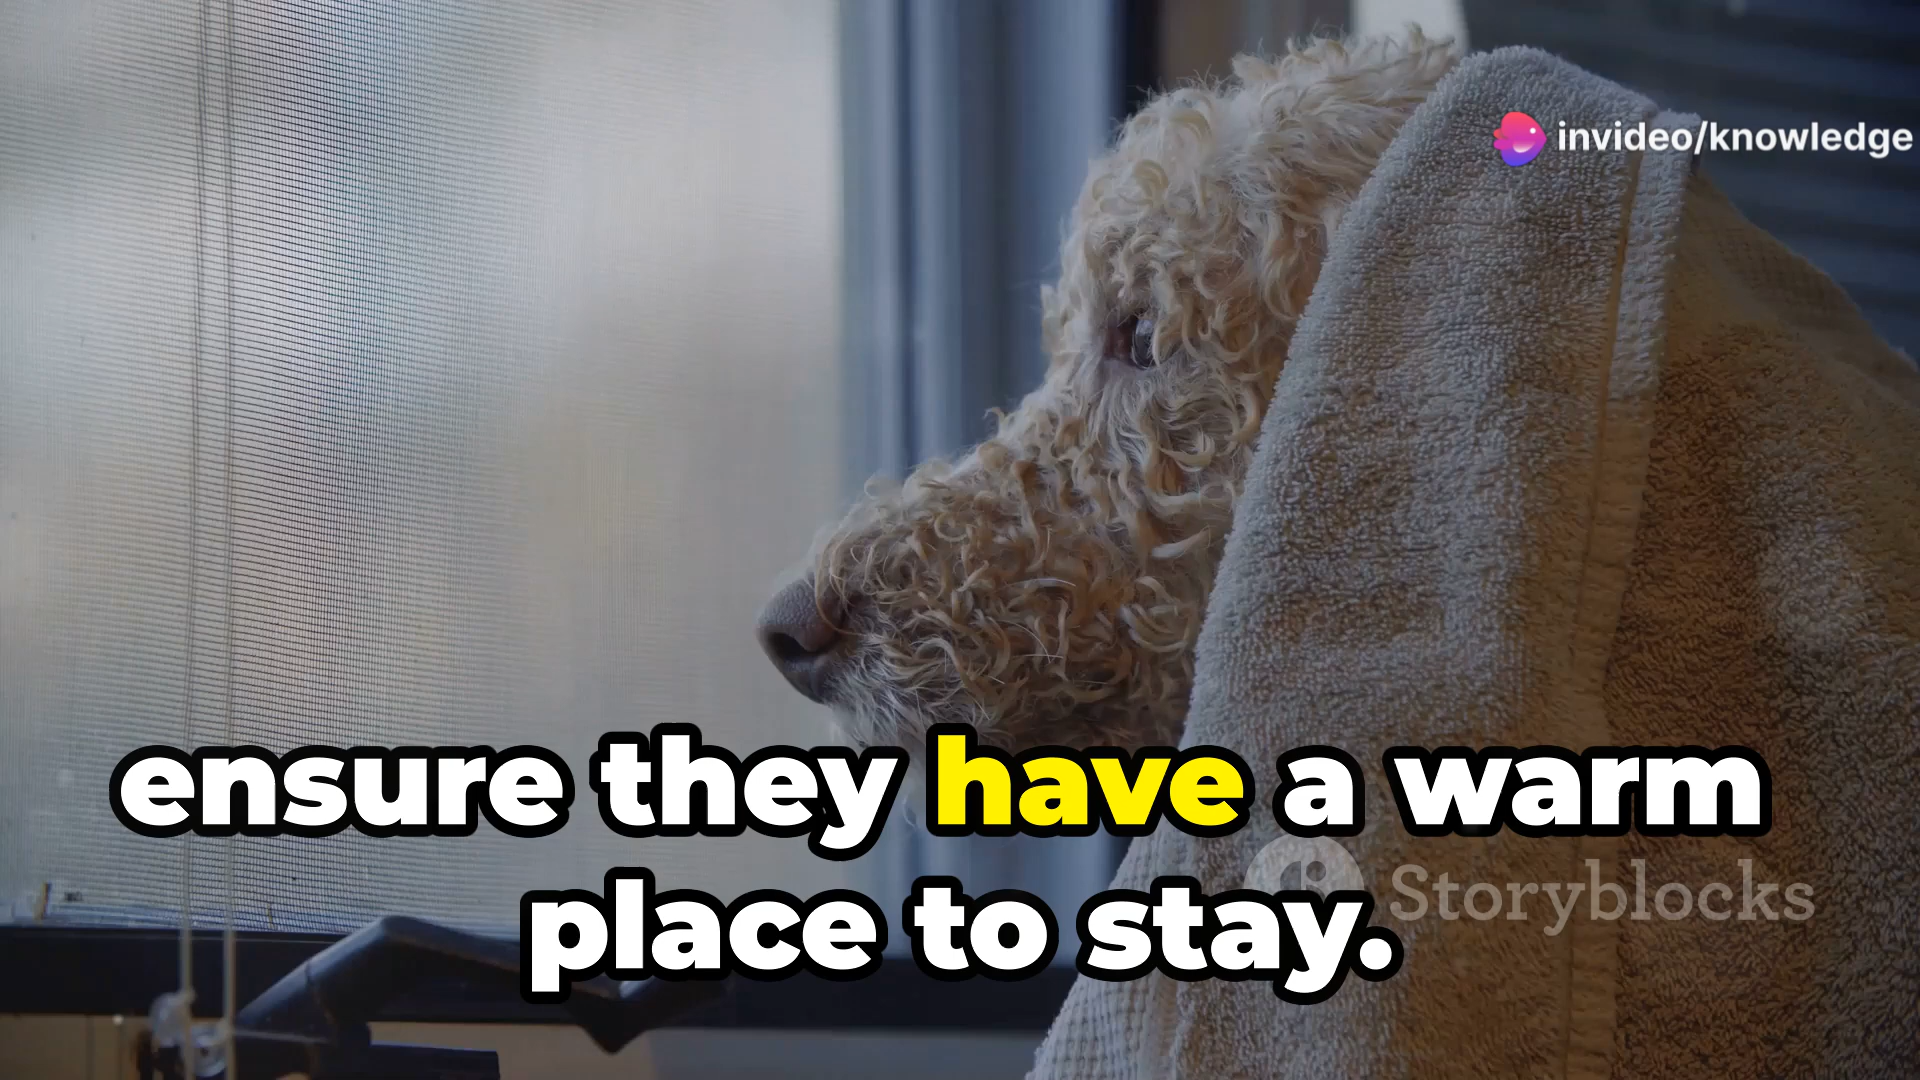 invideo/knowledge
ensure they have a warm
Storyblocks
place to stay.